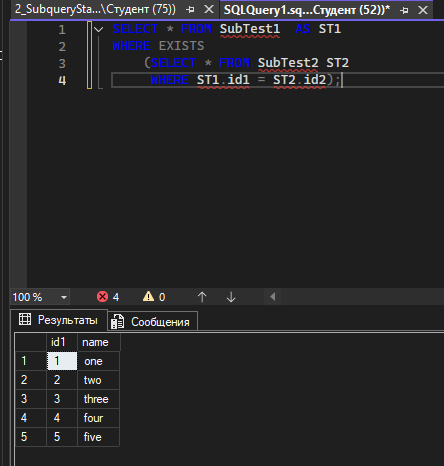 2_SubquerySta...\Студент (75))
SQLQuery1.sq...Студент (52))*
1 SELECT * FROM SubTest1 AS ST1
2 WHERE EXISTS
3 (SELECT * FROM SubTest2 ST2
4 WHERE ST1.id1 = ST2.id2);
100 % 4 0
Результаты Сообщения
id1 name
1 1 one
2 2 two
3 3 three
4 4 four
5 5 five